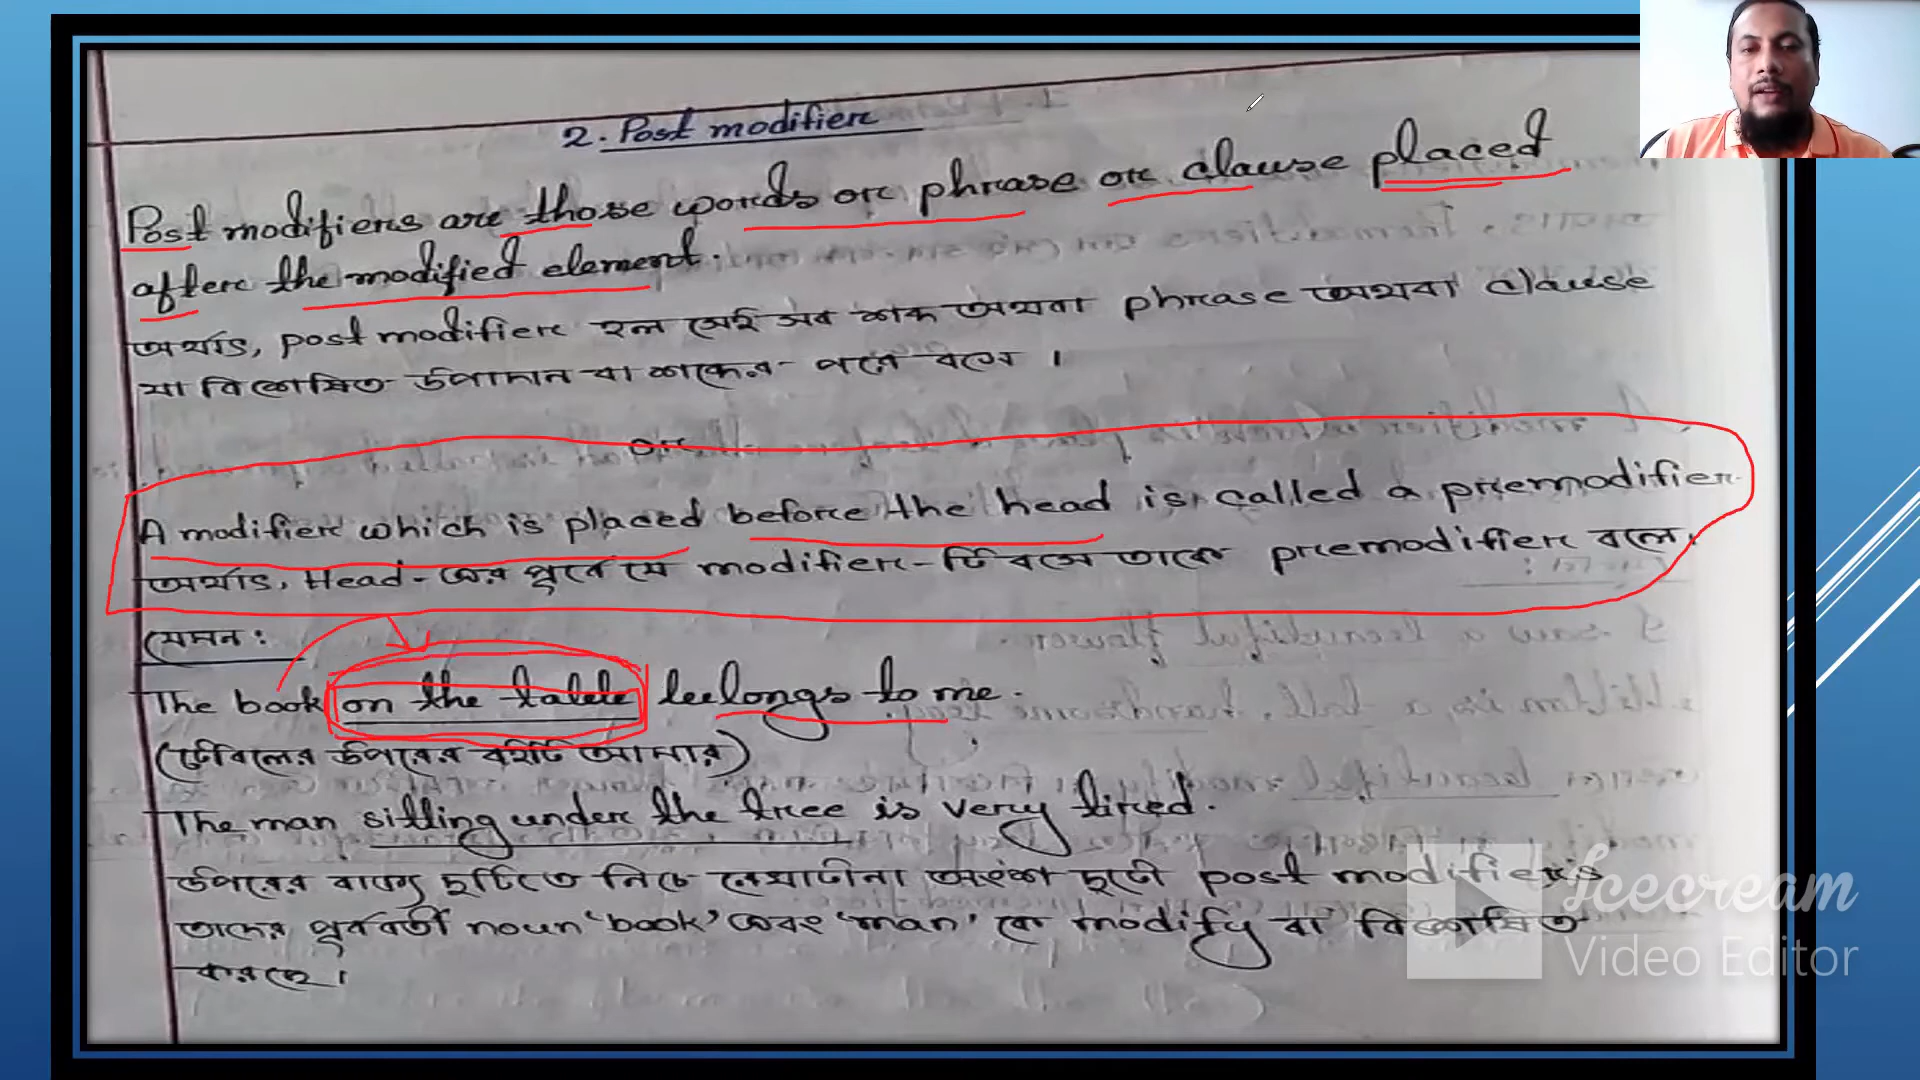 2. Post modifier
Post modifiers are those words or phrase or clause placed
after the modified element.
অর্থাৎ, post modifier হল সেই সব শব্দ অথবা phrase অথবা clause
যা বিশেষিত উপাদান বা শব্দের পরে বসে ।
or
A modifier which is placed before the head is called a premodifier
অর্থাৎ, Head-এর পূর্বে যে modifier-টি বসে তাকে premodifier বলে।
যেমন :
The book on the table belongs to me.
(টেবিলের উপরের বইটি আমার)
The man sitting under the tree is very tired.
উপরের বাক্য দুটিতে নিচে দেখাটানা অংশ দুটো post modifiers
তাদের পূর্ববর্তী noun 'book' এবং 'man' কে modify বা বিশেষিত
করছে।
Icecream
Video Editor